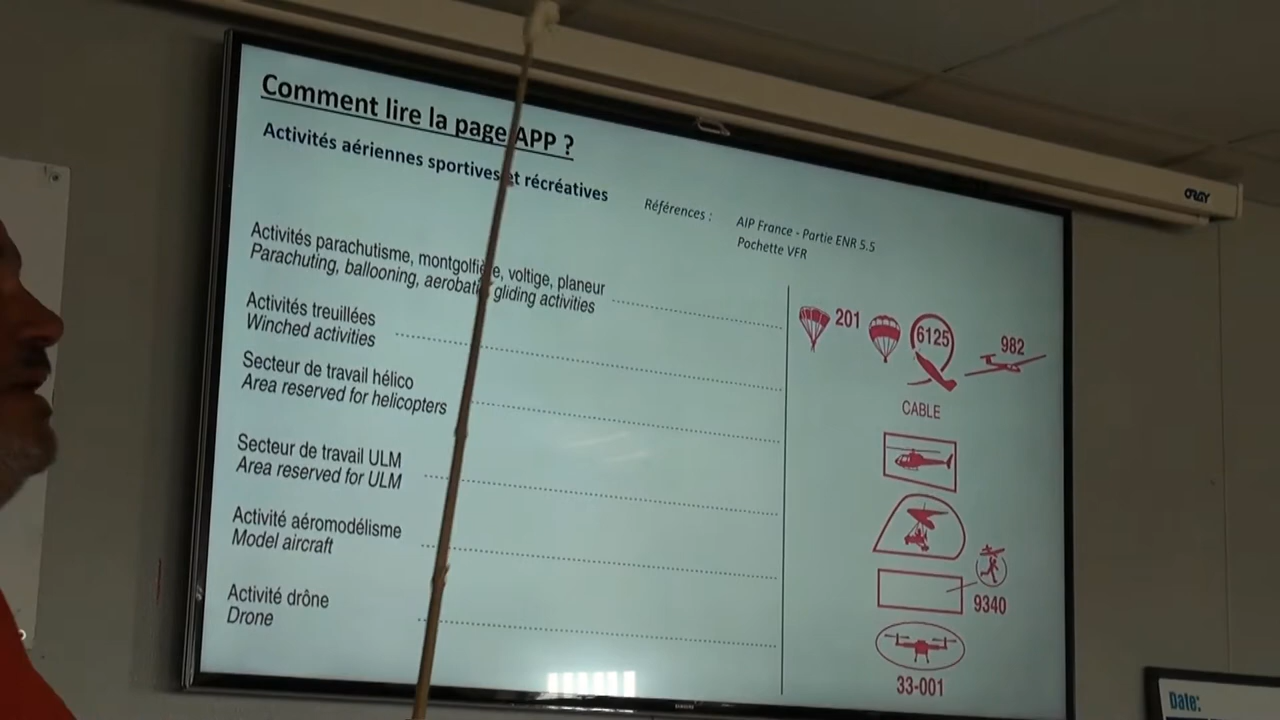 Comment lire la page APP ?
Activités aériennes sportives et récréatives
Références :
AIP France - Partie ENR 5.5
Pochette VFR
Activités parachutisme, montgolfière, voltige, planeur
Parachuting, ballooning, aerobatic gliding activities
201
6125
982
Activités treuillées
Winched activities
CABLE
Secteur de travail hélico
Area reserved for helicopters
Secteur de travail ULM
Area reserved for ULM
Activité aéromodélisme
Model aircraft
9340
Activité drône
Drone
33-001
ORAY
XIAOMI
Date: